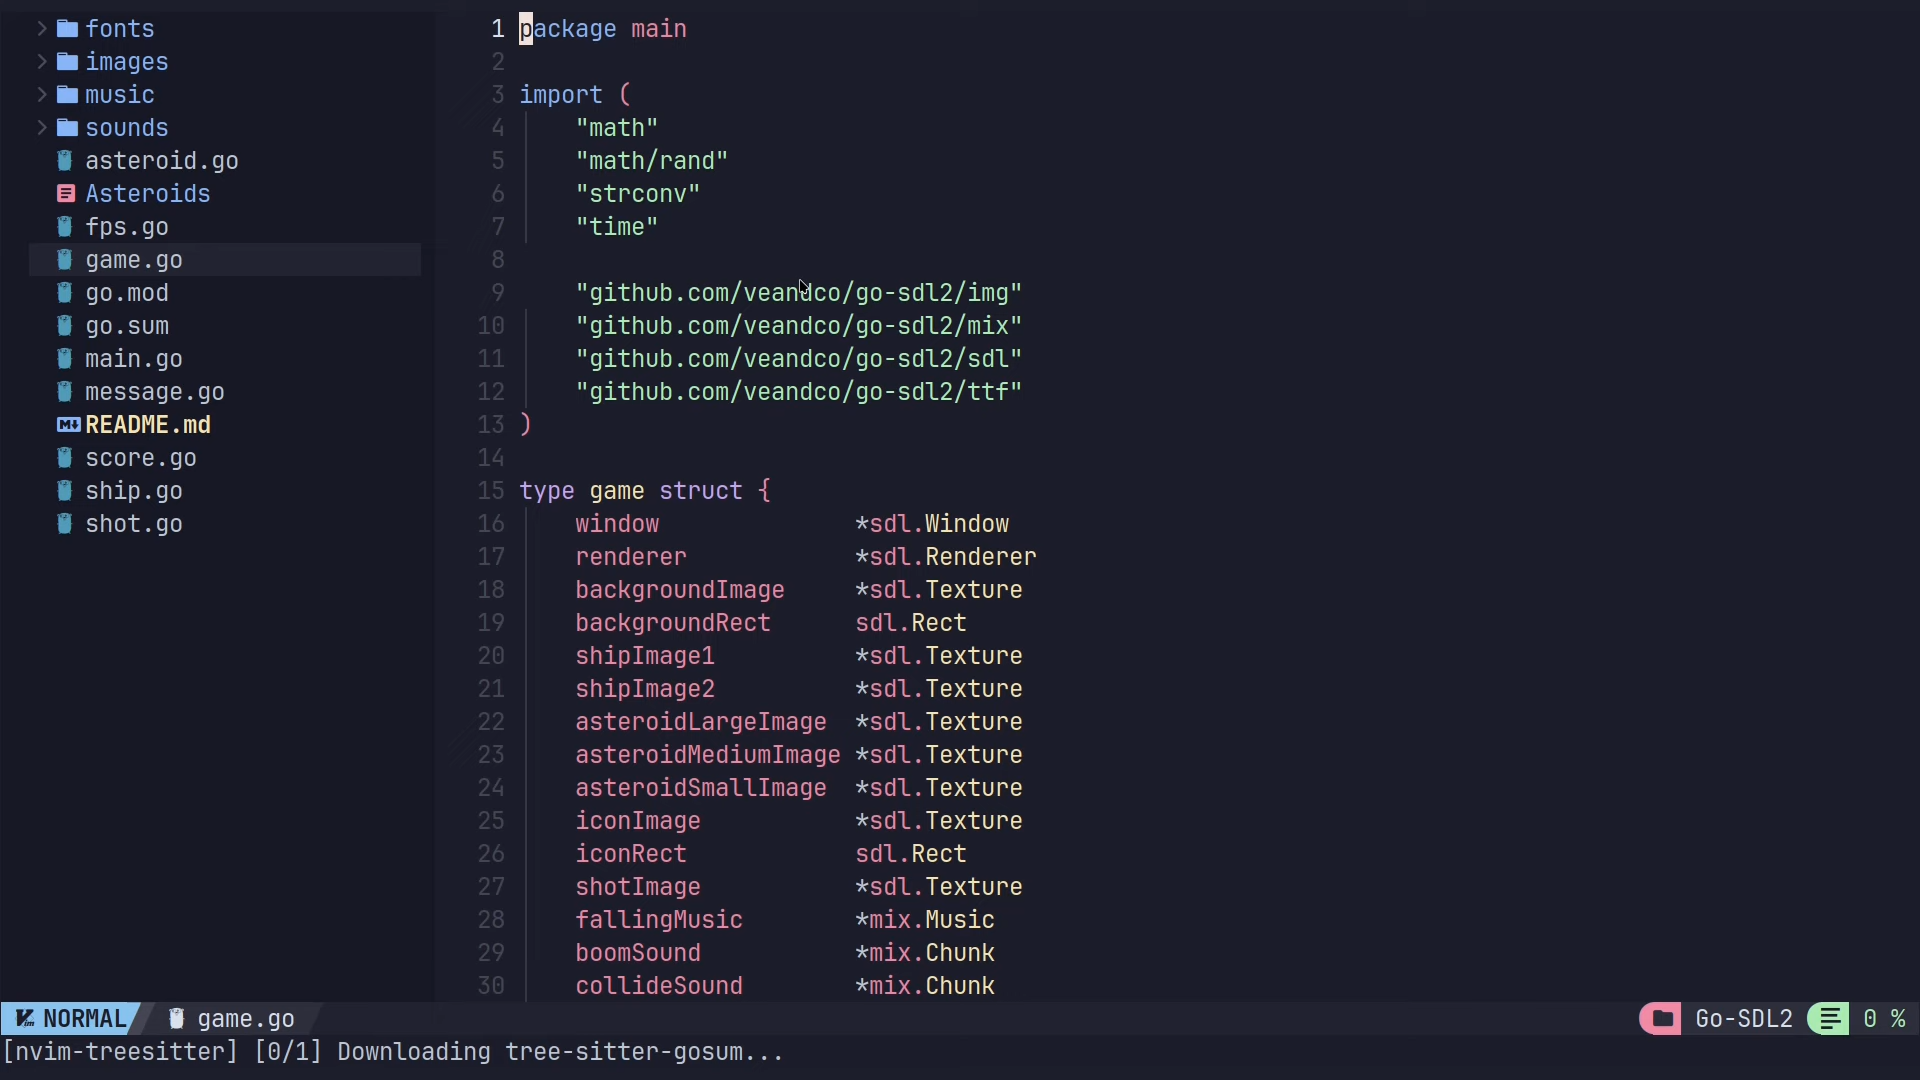 fonts
images
music
sounds
asteroid.go
Asteroids
fps.go
game.go
go.mod
go.sum
main.go
message.go
README.md
score.go
ship.go
shot.go
1 package main
2
3 import (
4 "math"
5 "math/rand"
6 "strconv"
7 "time"
8
9 "github.com/veandco/go-sdl2/img"
10 "github.com/veandco/go-sdl2/mix"
11 "github.com/veandco/go-sdl2/sdl"
12 "github.com/veandco/go-sdl2/ttf"
13 )
14
15 type game struct {
16 window *sdl.Window
17 renderer *sdl.Renderer
18 backgroundImage *sdl.Texture
19 backgroundRect sdl.Rect
20 shipImage1 *sdl.Texture
21 shipImage2 *sdl.Texture
22 asteroidLargeImage *sdl.Texture
23 asteroidMediumImage *sdl.Texture
24 asteroidSmallImage *sdl.Texture
25 iconImage *sdl.Texture
26 iconRect sdl.Rect
27 shotImage *sdl.Texture
28 fallingMusic *mix.Music
29 boomSound *mix.Chunk
30 collideSound *mix.Chunk
NORMAL game.go Go-SDL2 0 %
[nvim-treesitter] [0/1] Downloading tree-sitter-gosum...